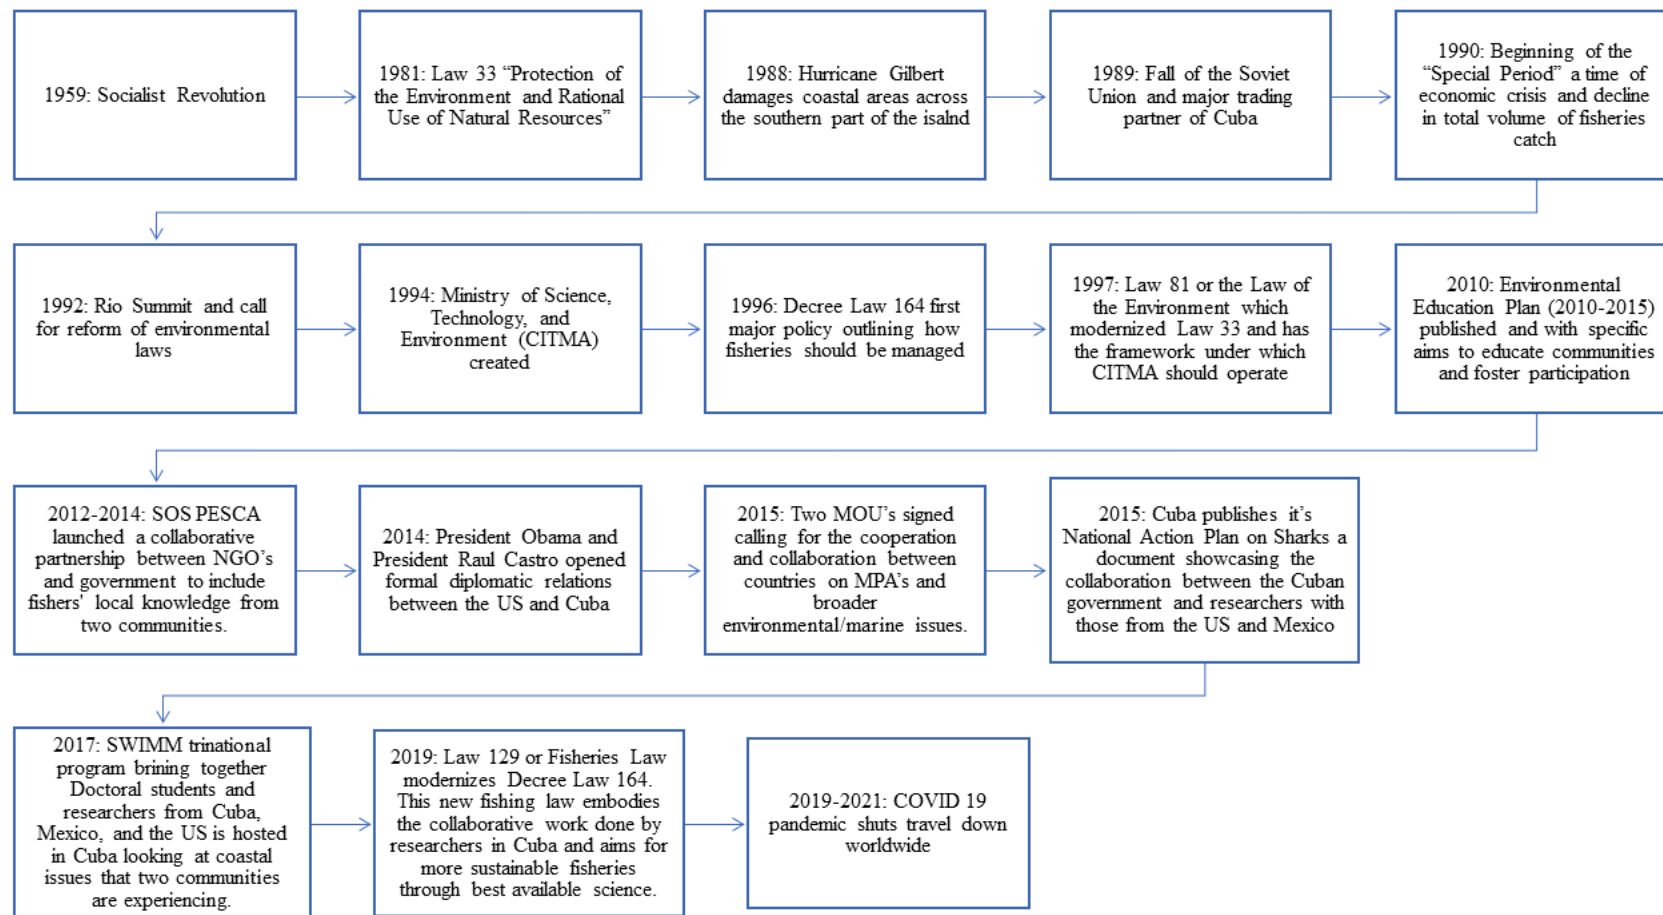 1959: Socialist Revolution
1981: Law 33 “Protection of
the Environment and Rational
Use of Natural Resources”
1988: Hurricane Gilbert
damages coastal areas across
the southern part of the isalnd
1989: Fall of the Soviet
Union and major trading
partner of Cuba
1990: Beginning of the
“Special Period” a time of
economic crisis and decline
in total volume of fisheries
catch
1992: Rio Summit and call
for reform of environmental
laws
1994: Ministry of Science,
Technology, and
Environment (CITMA)
created
1996: Decree Law 164 first
major policy outlining how
fisheries should be managed
1997: Law 81 or the Law of
the Environment which
modernized Law 33 and has
the framework under which
CITMA should operate
2010: Environmental
Education Plan (2010-2015)
published and with specific
aims to educate communities
and foster participation
2012-2014: SOS PESCA
launched a collaborative
partnership between NGO’s
and government to include
fishers' local knowledge from
two communities.
2014: President Obama and
President Raul Castro opened
formal diplomatic relations
between the US and Cuba
2015: Two MOU’s signed
calling for the cooperation
and collaboration between
countries on MPA’s and
broader
environmental/marine issues.
2015: Cuba publishes it’s
National Action Plan on Sharks a
document showcasing the
collaboration between the Cuban
government and researchers with
those from the US and Mexico
2017: SWIMM trinational
program brining together
Doctoral students and
researchers from Cuba,
Mexico, and the US is hosted
in Cuba looking at coastal
issues that two communities
are experiencing.
2019: Law 129 or Fisheries Law
modernizes Decree Law 164.
This new fishing law embodies
the collaborative work done by
researchers in Cuba and aims for
more sustainable fisheries
through best available science.
2019-2021: COVID 19
pandemic shuts travel down
worldwide